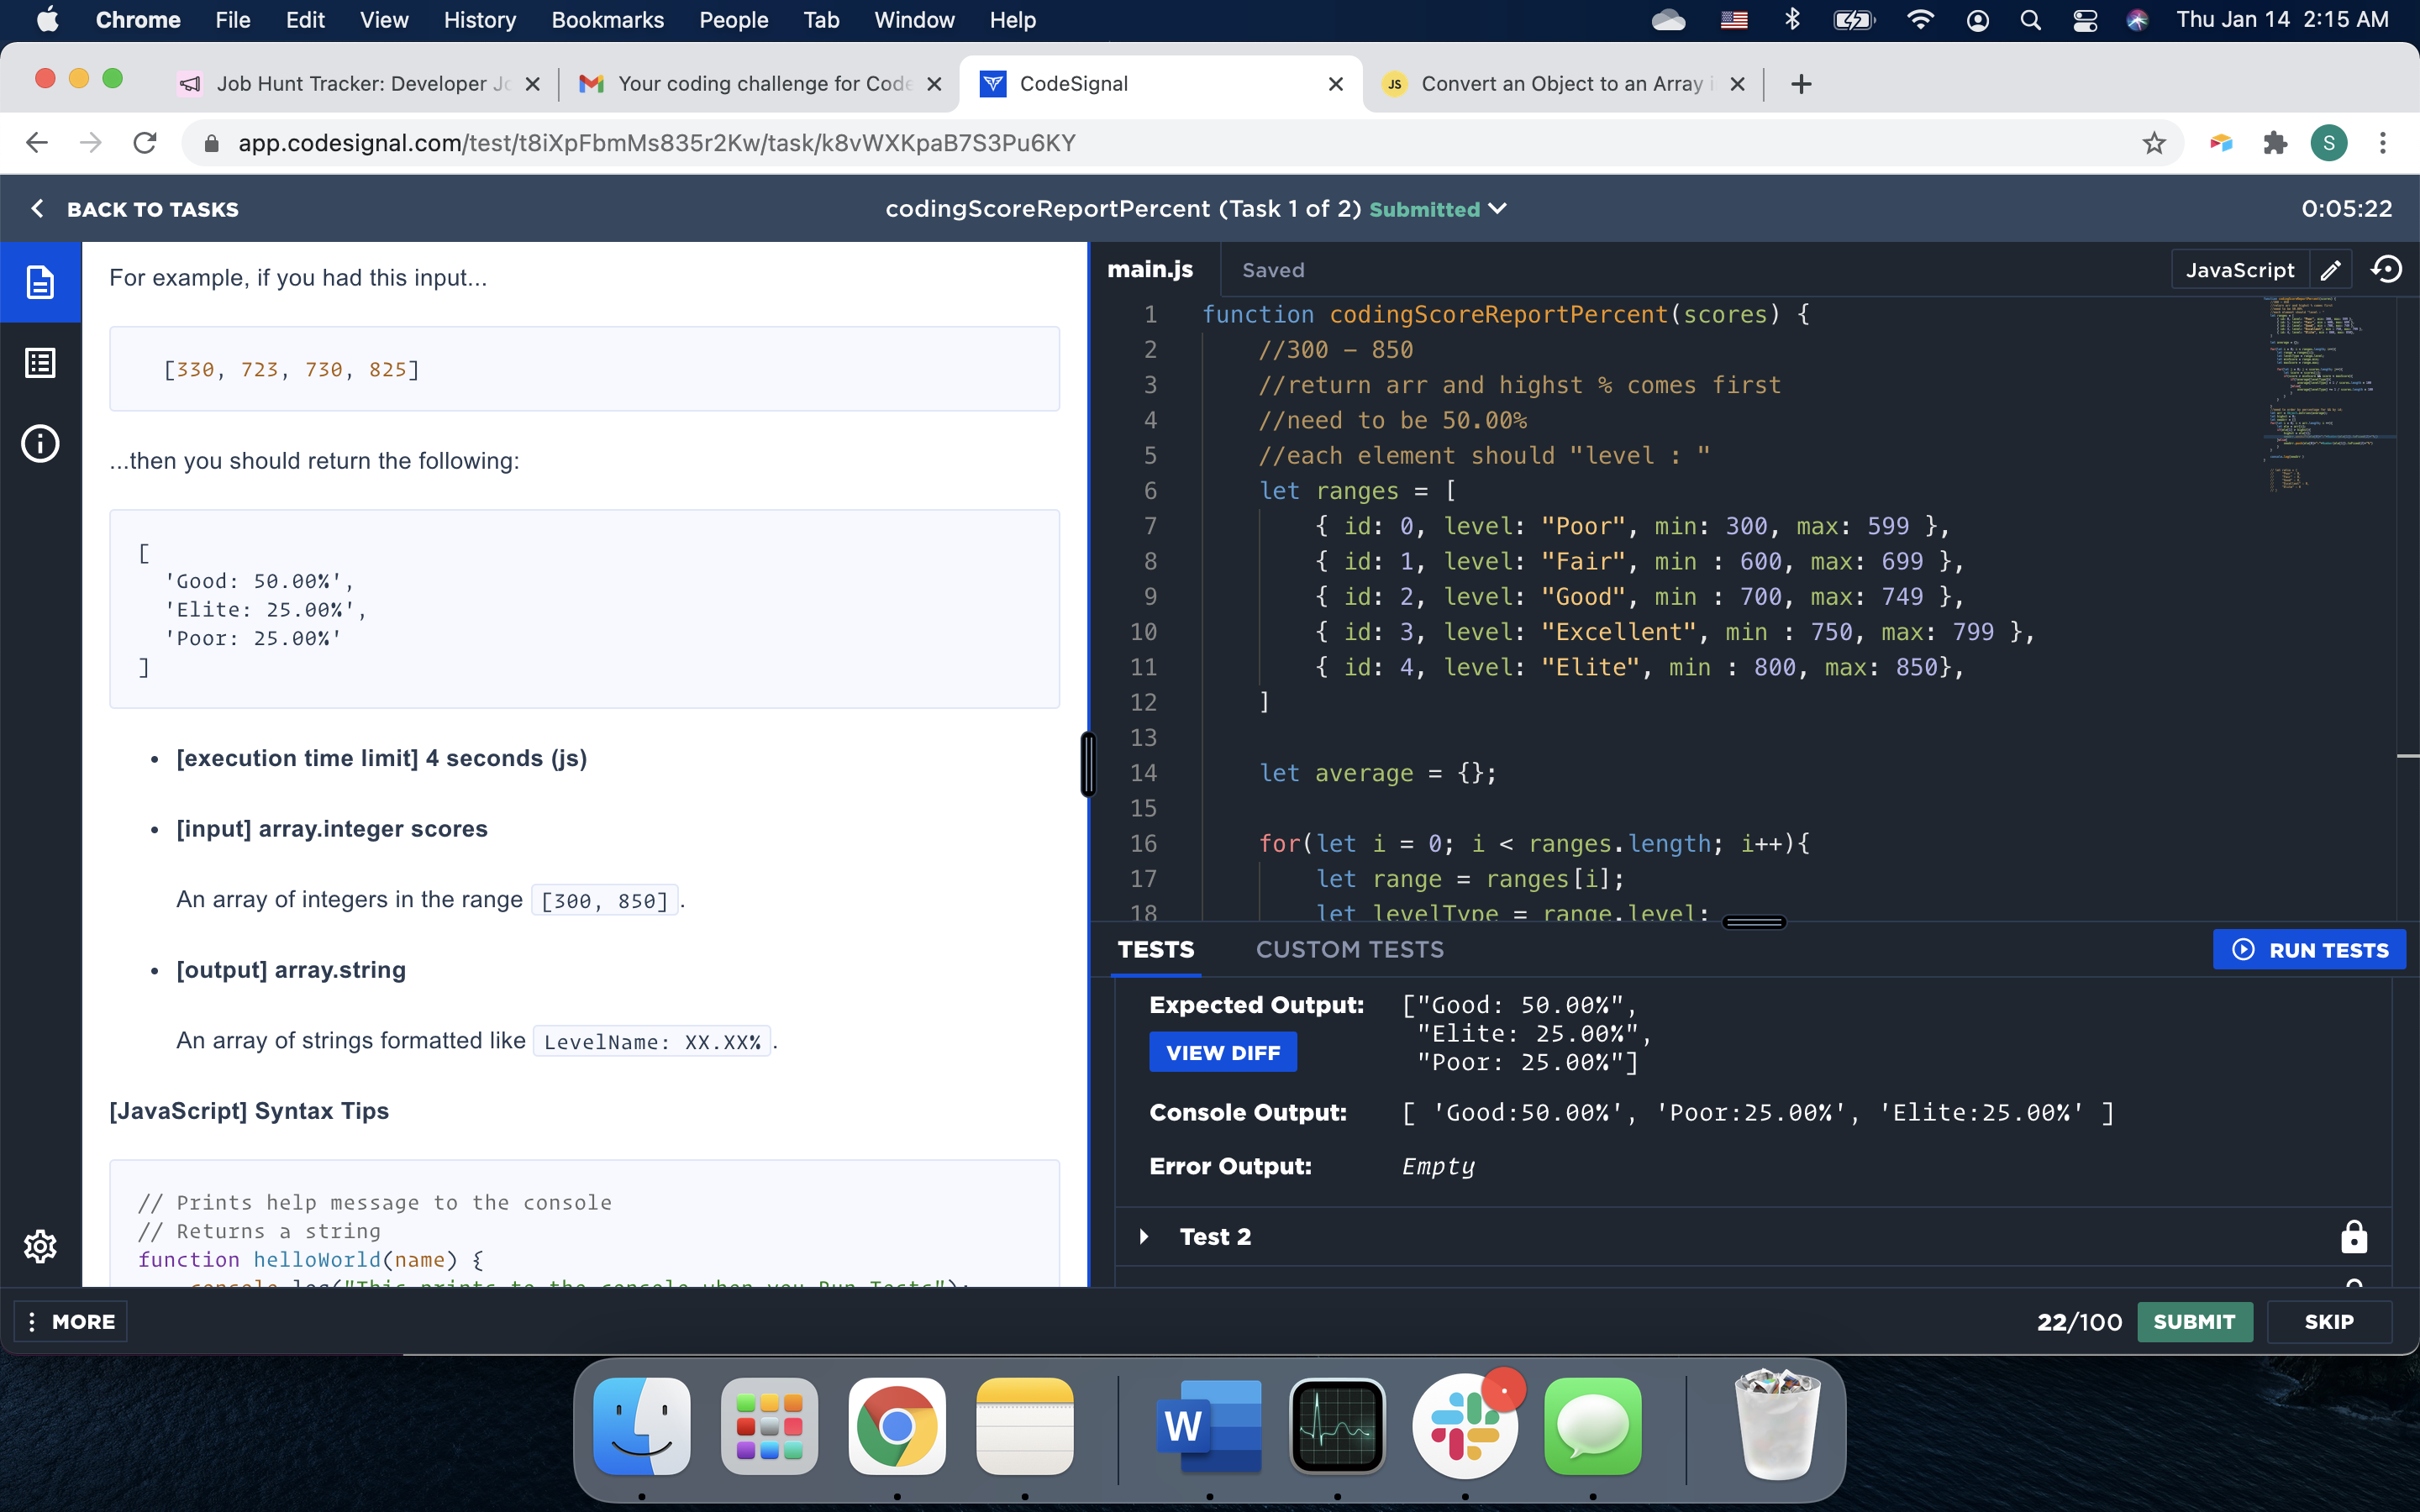 Chrome File Edit View History Bookmarks People Tab Window Help Thu Jan 14 2:15 AM
Job Hunt Tracker: Developer Jo
Your coding challenge for Code
CodeSignal
JS Convert an Object to an Array i
app.codesignal.com/test/t8iXpFbmMs835r2Kw/task/k8vWXKpaB7S3Pu6KY
S
BACK TO TASKS
codingScoreReportPercent (Task 1 of 2) Submitted
0:05:22
For example, if you had this input...
[330, 723, 730, 825]
...then you should return the following:
[
'Good: 50.00%',
'Elite: 25.00%',
'Poor: 25.00%'
]
• [execution time limit] 4 seconds (js)
• [input] array.integer scores
An array of integers in the range [300, 850].
• [output] array.string
An array of strings formatted like LevelName: XX.XX%.
[JavaScript] Syntax Tips
// Prints help message to the console
// Returns a string
function helloWorld(name) {
console.log("This prints to the console when you Run Tests");
main.js Saved JavaScript
1 function codingScoreReportPercent(scores) {
2 //300 - 850
3 //return arr and highst % comes first
4 //need to be 50.00%
5 //each element should "level : "
6 let ranges = [
7 { id: 0, level: "Poor", min: 300, max: 599 },
8 { id: 1, level: "Fair", min : 600, max: 699 },
9 { id: 2, level: "Good", min : 700, max: 749 },
10 { id: 3, level: "Excellent", min : 750, max: 799 },
11 { id: 4, level: "Elite", min : 800, max: 850},
12 ]
13
14 let average = {};
15
16 for(let i = 0; i < ranges.length; i++){
17 let range = ranges[i];
18 let levelType = range.level;
TESTS CUSTOM TESTS RUN TESTS
Expected Output: ["Good: 50.00%",
"Elite: 25.00%",
"Poor: 25.00%"]
VIEW DIFF
Console Output: [ 'Good:50.00%', 'Poor:25.00%', 'Elite:25.00%' ]
Error Output: Empty
Test 2
MORE
22/100 SUBMIT SKIP
W